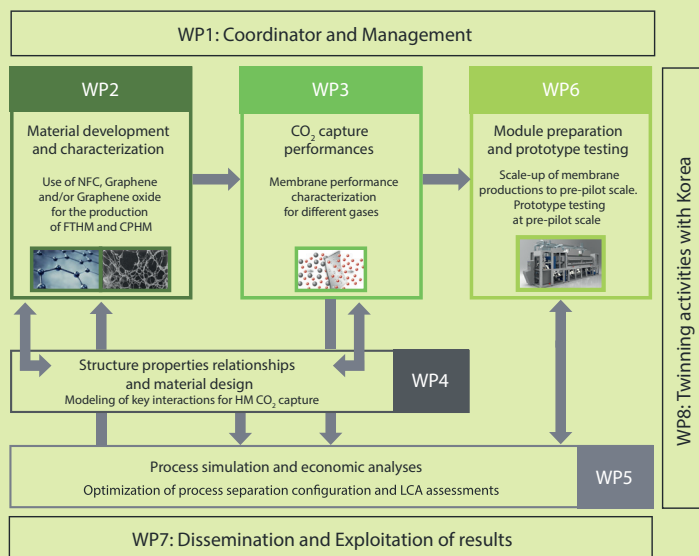 WP1: Coordinator and Management
WP2
Material development
and characterization
Use of NFC, Graphene
and/or Graphene oxide
for the production
of FTHM and CPHM
WP3
CO₂ capture
performances
Membrane performance
characterization
for different gases
WP6
Module preparation
and prototype testing
Scale-up of membrane
productions to pre-pilot scale.
Prototype testing
at pre-pilot scale
Structure properties relationships
and material design
Modeling of key interactions for HM CO₂ capture
WP4
Process simulation and economic analyses
Optimization of process separation configuration and LCA assessments
WP5
WP7: Dissemination and Exploitation of results
WP8: Twinning activities with Korea